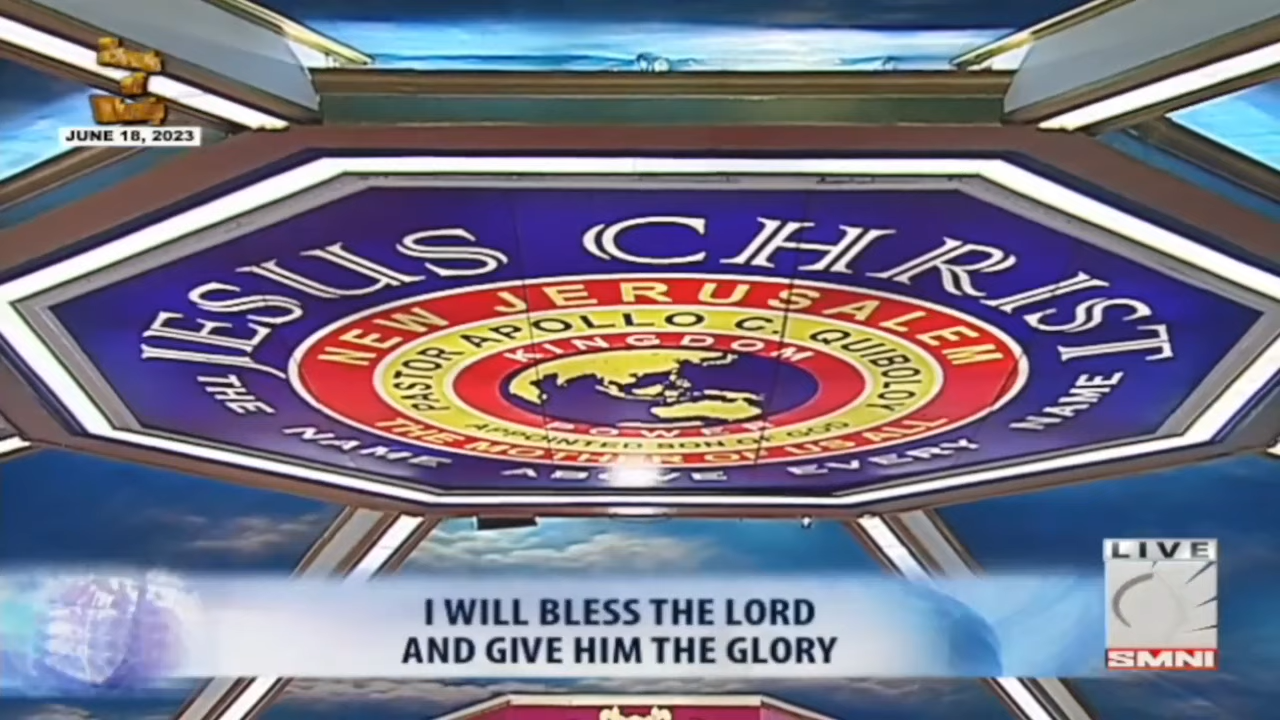 JUNE 18, 2023
JESUS CHRIST
THE NAME ABOVE EVERY NAME
NEW JERUSALEM
THE MOTHER OF US ALL
PASTOR APOLLO C. QUIBOLOY
APPOINTED SON OF GOD
KINGDOM
POWER
LIVE
I WILL BLESS THE LORD
AND GIVE HIM THE GLORY
SMNI